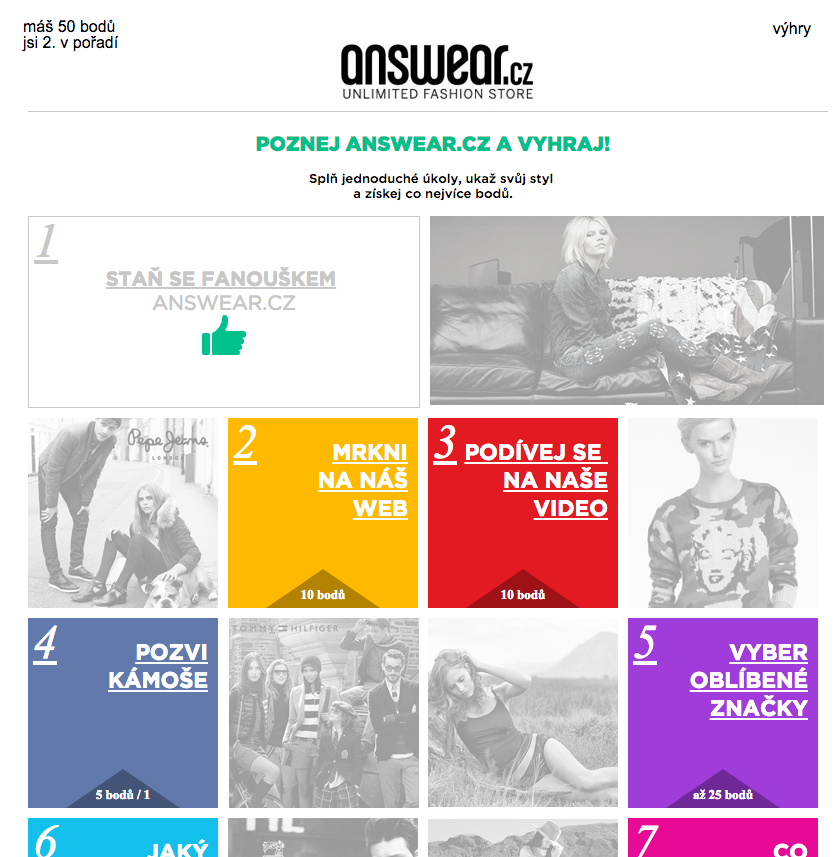 máš 50 bodů
jsi 2. v pořadí
výhry
answear.cz
UNLIMITED FASHION STORE
POZNEJ ANSWEAR.CZ A VYHRAJ!
Splň jednoduché úkoly, ukaž svůj styl
a získej co nejvíce bodů.
1
STAŇ SE FANOUŠKEM
ANSWEAR.CZ
Pepe Jeans
LONDON
2
MRKNI
NA NÁŠ
WEB
10 bodů
3
PODÍVEJ SE
NA NAŠE
VIDEO
10 bodů
4
POZVI
KÁMOŠE
5 bodů / 1
TOMMY HILFIGER
5
VYBER
OBLÍBENÉ
ZNAČKY
až 25 bodů
6
JAKÝ
7
CO